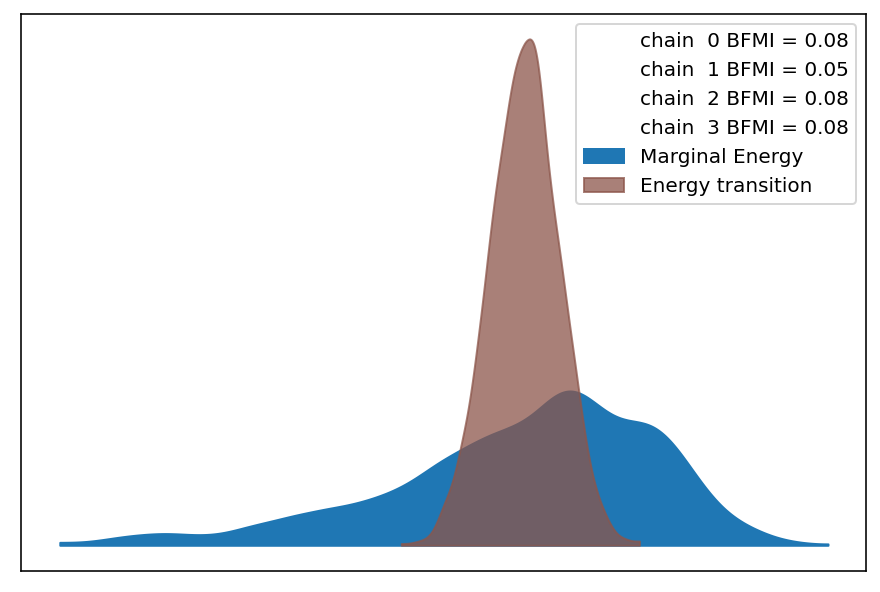 chain  0 BFMI = 0.08
chain  1 BFMI = 0.05
chain  2 BFMI = 0.08
chain  3 BFMI = 0.08
Marginal Energy
Energy transition